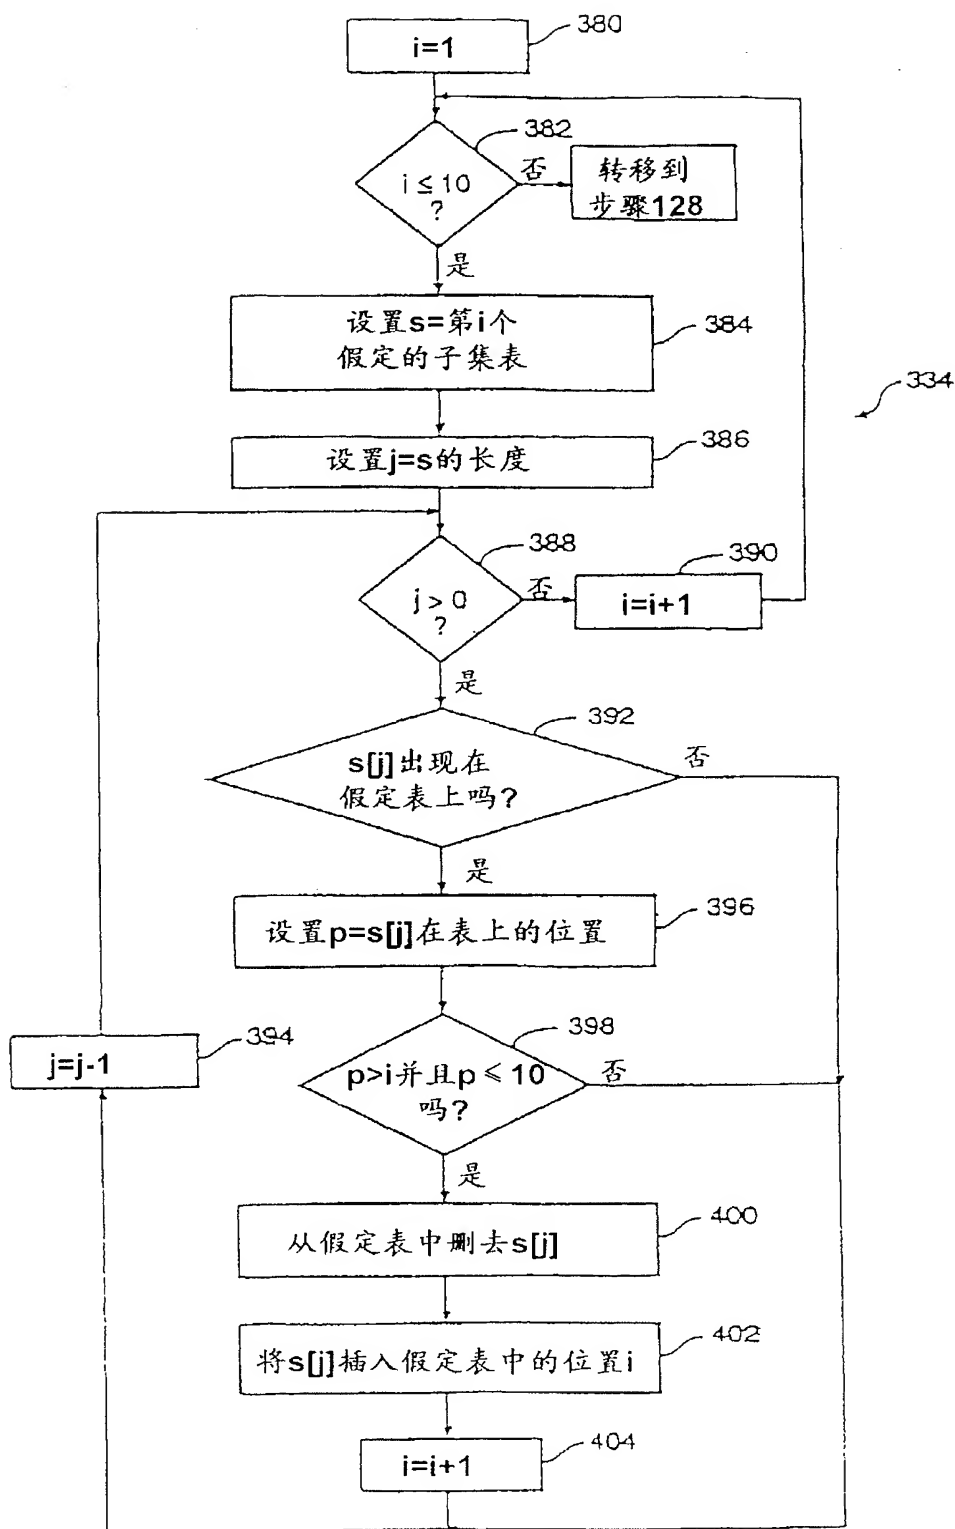 380
i=1
382
i ≤ 10
?
否
转移到
步骤128
是
设置s=第i个
假定的子集表
384
334
设置j=s的长度
386
388
j > 0
?
否
390
i=i+1
是
392
s[j]出现在
假定表上吗?
否
是
设置p=s[j]在表上的位置
396
394
j=j-1
398
p>i并且p ≤ 10
吗?
否
是
从假定表中删去s[j]
400
将s[j]插入假定表中的位置i
402
i=i+1
404